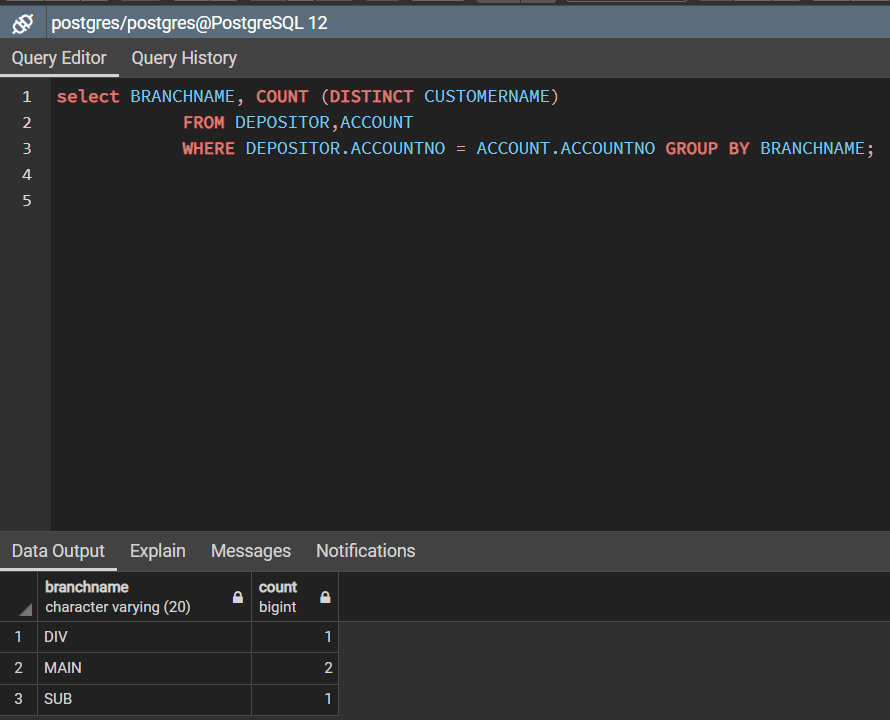 postgres/postgres@PostgreSQL 12
Query Editor Query History
1 select BRANCHNAME, COUNT (DISTINCT CUSTOMERNAME)
2 FROM DEPOSITOR,ACCOUNT
3 WHERE DEPOSITOR.ACCOUNTNO = ACCOUNT.ACCOUNTNO GROUP BY BRANCHNAME;
4
5
Data Output Explain Messages Notifications
branchname count
character varying (20) bigint
1 DIV 1
2 MAIN 2
3 SUB 1